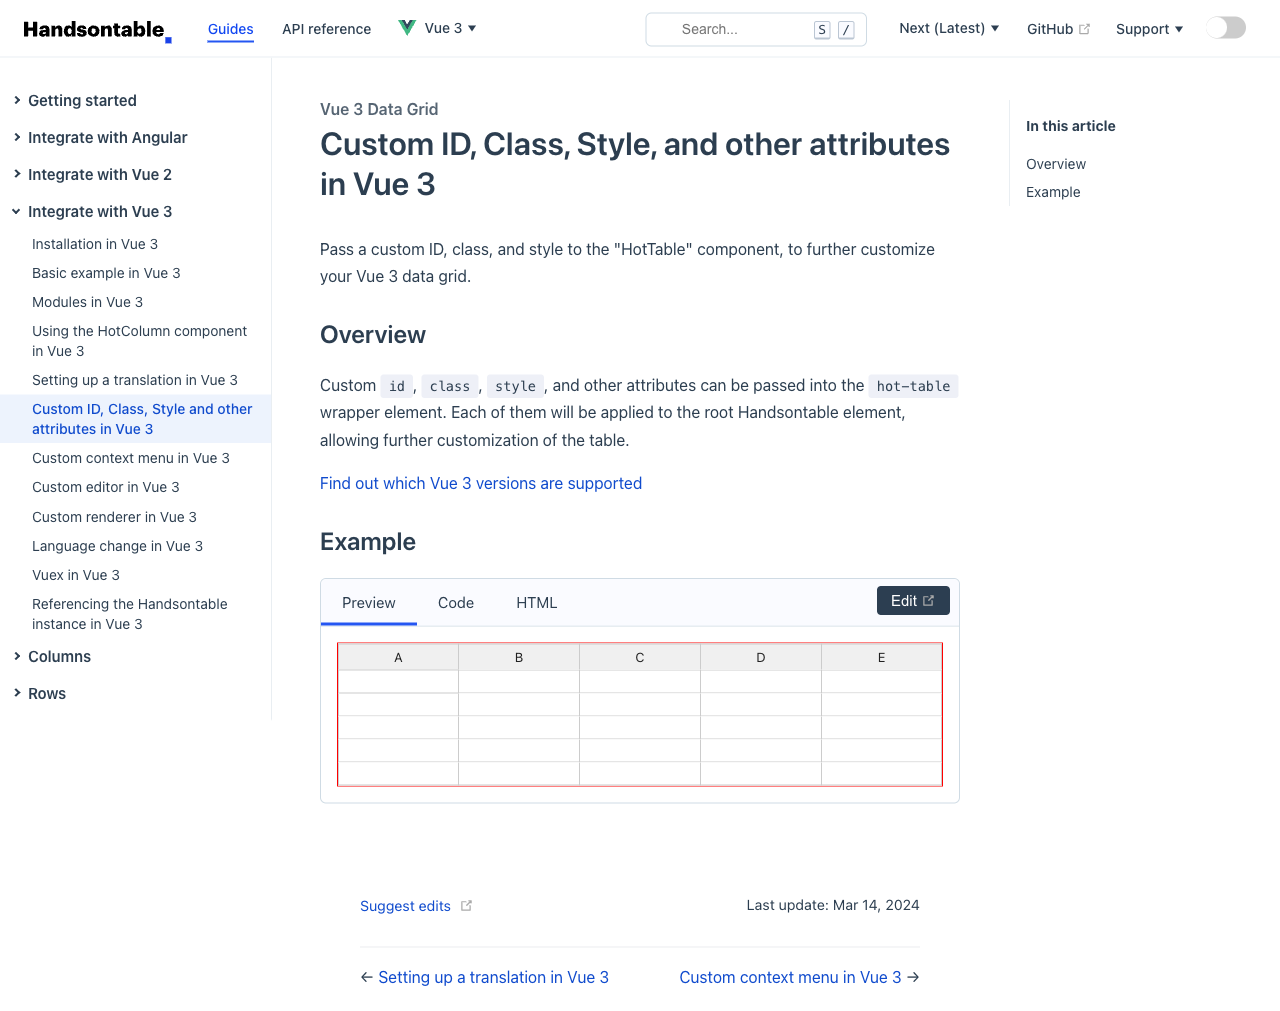 Handsontable
Guides
API reference
Vue 3
Search...
S
/
Next (Latest)
GitHub
Support
Getting started
Integrate with Angular
Integrate with Vue 2
Integrate with Vue 3
Installation in Vue 3
Basic example in Vue 3
Modules in Vue 3
Using the HotColumn component
in Vue 3
Setting up a translation in Vue 3
Custom ID, Class, Style and other
attributes in Vue 3
Custom context menu in Vue 3
Custom editor in Vue 3
Custom renderer in Vue 3
Language change in Vue 3
Vuex in Vue 3
Referencing the Handsontable
instance in Vue 3
Columns
Rows
Vue 3 Data Grid
Custom ID, Class, Style, and other attributes
in Vue 3
Pass a custom ID, class, and style to the "HotTable" component, to further customize
your Vue 3 data grid.
Overview
Custom id, class, style, and other attributes can be passed into the hot-table
wrapper element. Each of them will be applied to the root Handsontable element,
allowing further customization of the table.
Find out which Vue 3 versions are supported
Example
Preview
Code
HTML
Edit
A
B
C
D
E
Suggest edits
Last update: Mar 14, 2024
← Setting up a translation in Vue 3
Custom context menu in Vue 3 →
In this article
Overview
Example